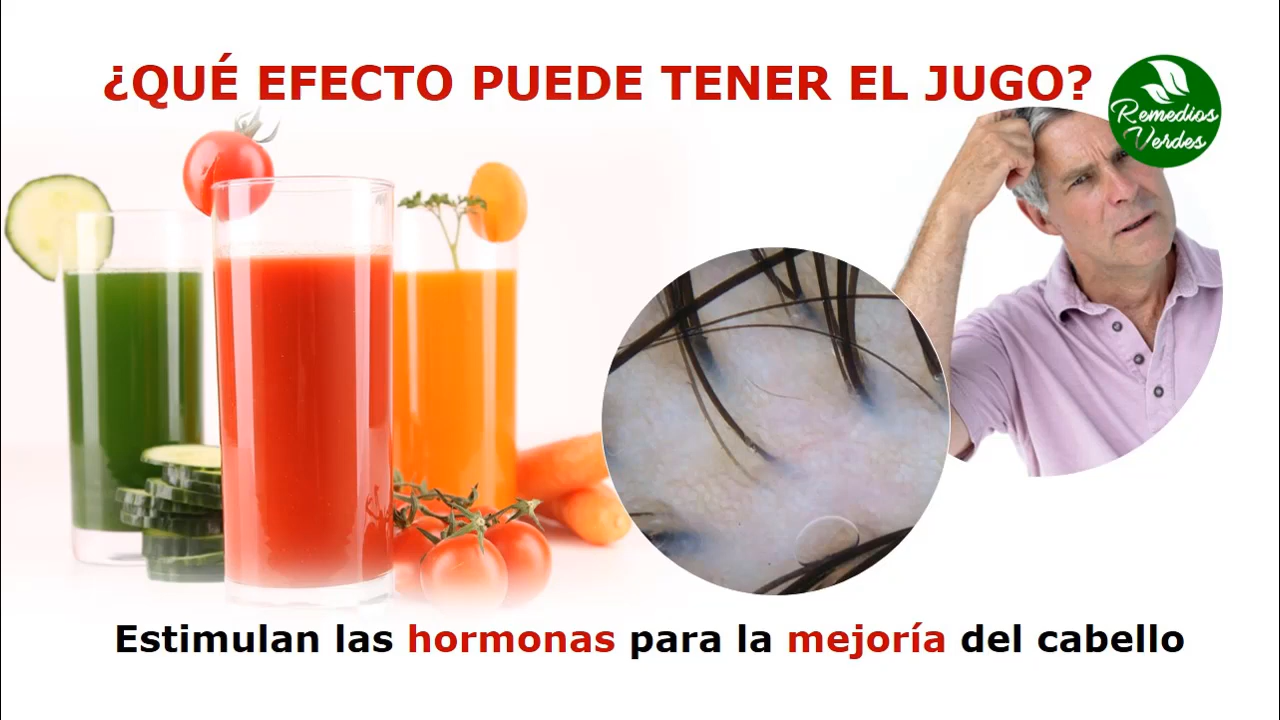 ¿QUÉ EFECTO PUEDE TENER EL JUGO?
Remedios
Verdes
Estimulan las hormonas para la mejoría del cabello